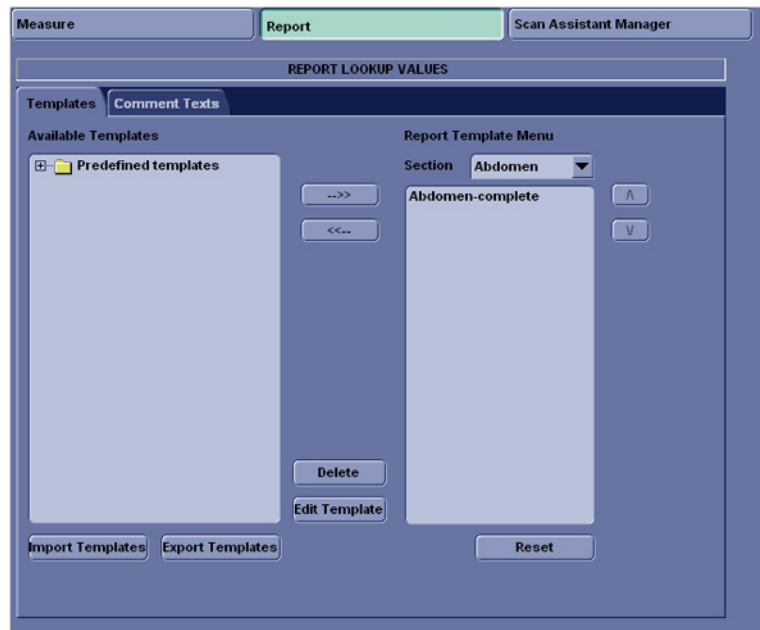 Measure
Report
Scan Assistant Manager
REPORT LOOKUP VALUES
Templates
Comment Texts
Available Templates
Report Template Menu
Predefined templates
Section
Abdomen
-->>
<<--
Abdomen-complete
Λ
V
Delete
Edit Template
Import Templates
Export Templates
Reset